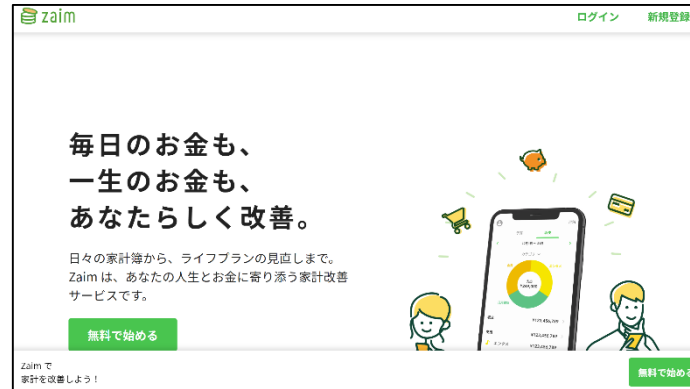 zaim
ログイン 新規登録
毎日のお金も、
一生のお金も、
あなたらしく改善。
日々の家計簿から、ライフプランの見直しまで。
Zaim は、あなたの人生とお金に寄り添う家計改善
サービスです。
無料で始める
Zaim で
家計を改善しよう！
無料で始める